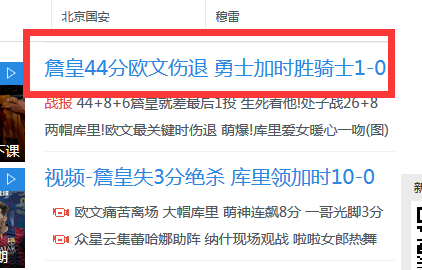 北京国安 穆雷
詹皇44分欧文伤退 勇士加时胜骑士1-0
战报 44+8+6詹皇就差最后1投 生死看他!处子战26+8
两帽库里!欧文最关键时伤退 萌爆!库里爱女暖心一吻(图)
下课
视频-詹皇失3分绝杀 库里领加时10-0
欧文痛苦离场 大帽库里 萌神连飙8分 一哥光脚3分
众星云集蕾哈娜助阵 纳什现场观战 啦啦女郎热舞
新
期